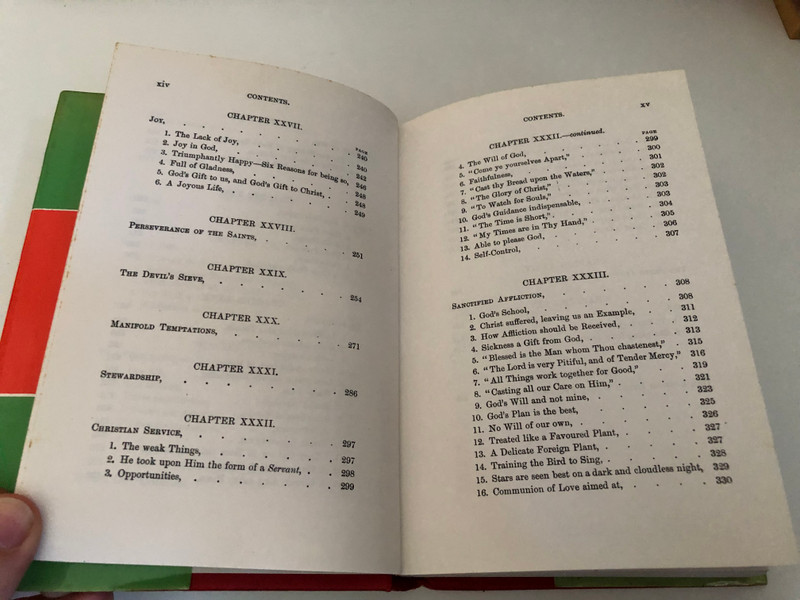 xiv
CONTENTS.
CHAPTER XXVII.
PAGE
Joy, . . . . . . . 240
1. The Lack of Joy, . . . . . 240
2. Joy in God, . . . . . . 242
3. Triumphantly Happy—Six Reasons for being so, 246
4. Full of Gladness, . . . . . 248
5. God's Gift to us, and God's Gift to Christ, . . 248
6. A Joyous Life, . . . . . 249
CHAPTER XXVIII.
Perseverance of the Saints, . . . . 251
CHAPTER XXIX.
The Devil's Sieve, . . . . . 254
CHAPTER XXX.
Manifold Temptations, . . . . . 271
CHAPTER XXXI.
Stewardship, . . . . . . 286
CHAPTER XXXII.
Christian Service, . . . . . . 297
1. The weak Things, . . . . . 297
2. He took upon Him the form of a Servant, . . 298
3. Opportunities, . . . . . . 299
CONTENTS.
xv
CHAPTER XXXII.—continued.
PAGE
4. The Will of God, . . . . . 299
5. "Come ye yourselves Apart," . . . . 300
6. Faithfulness, . . . . . . 301
7. "Cast thy Bread upon the Waters," . . . 302
8. "The Glory of Christ," . . . . . 302
9. "To Watch for Souls," . . . . . 303
10. God's Guidance indispensable, . . . . 303
11. "The Time is Short," . . . . . 304
12. "My Times are in Thy Hand," . . . . 305
13. Able to please God, . . . . . 306
14. Self-Control, . . . . . . 307
CHAPTER XXXIII.
Sanctified Affliction, . . . . . 308
1. God's School, . . . . . . 308
2. Christ suffered, leaving us an Example, . . 311
3. How Affliction should be Received, . . . 312
4. Sickness a Gift from God, . . . . 313
5. "Blessed is the Man whom Thou chastenest," . 315
6. "The Lord is very Pitiful, and of Tender Mercy," 316
7. "All Things work together for Good," . . 319
8. "Casting all our Care on Him," . . . . 321
9. God's Will and not mine, . . . . 323
10. God's Plan is the best, . . . . . 325
11. No Will of our own, . . . . . 326
12. Treated like a Favoured Plant, . . . . 327
13. A Delicate Foreign Plant, . . . . 327
14. Training the Bird to Sing, . . . . 328
15. Stars are seen best on a dark and cloudless night, 329
16. Communion of Love aimed at, . . . . 330